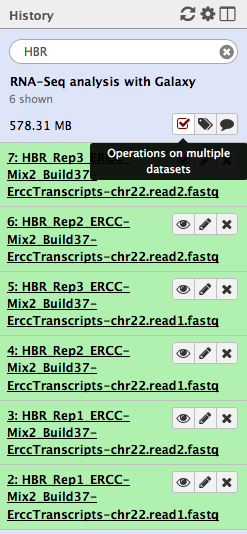 History
HBR
RNA-Seq analysis with Galaxy
6 shown
578.31 MB
Operations on multiple
datasets
7: HBR_Rep3_ERCC-
Mix2_Build37-
ErccTranscripts-chr22.read2.fastq
6: HBR_Rep2_ERCC-
Mix2_Build37-
ErccTranscripts-chr22.read2.fastq
5: HBR_Rep3_ERCC-
Mix2_Build37-
ErccTranscripts-chr22.read1.fastq
4: HBR_Rep2_ERCC-
Mix2_Build37-
ErccTranscripts-chr22.read1.fastq
3: HBR_Rep1_ERCC-
Mix2_Build37-
ErccTranscripts-chr22.read2.fastq
2: HBR_Rep1_ERCC-
Mix2_Build37-
ErccTranscripts-chr22.read1.fastq